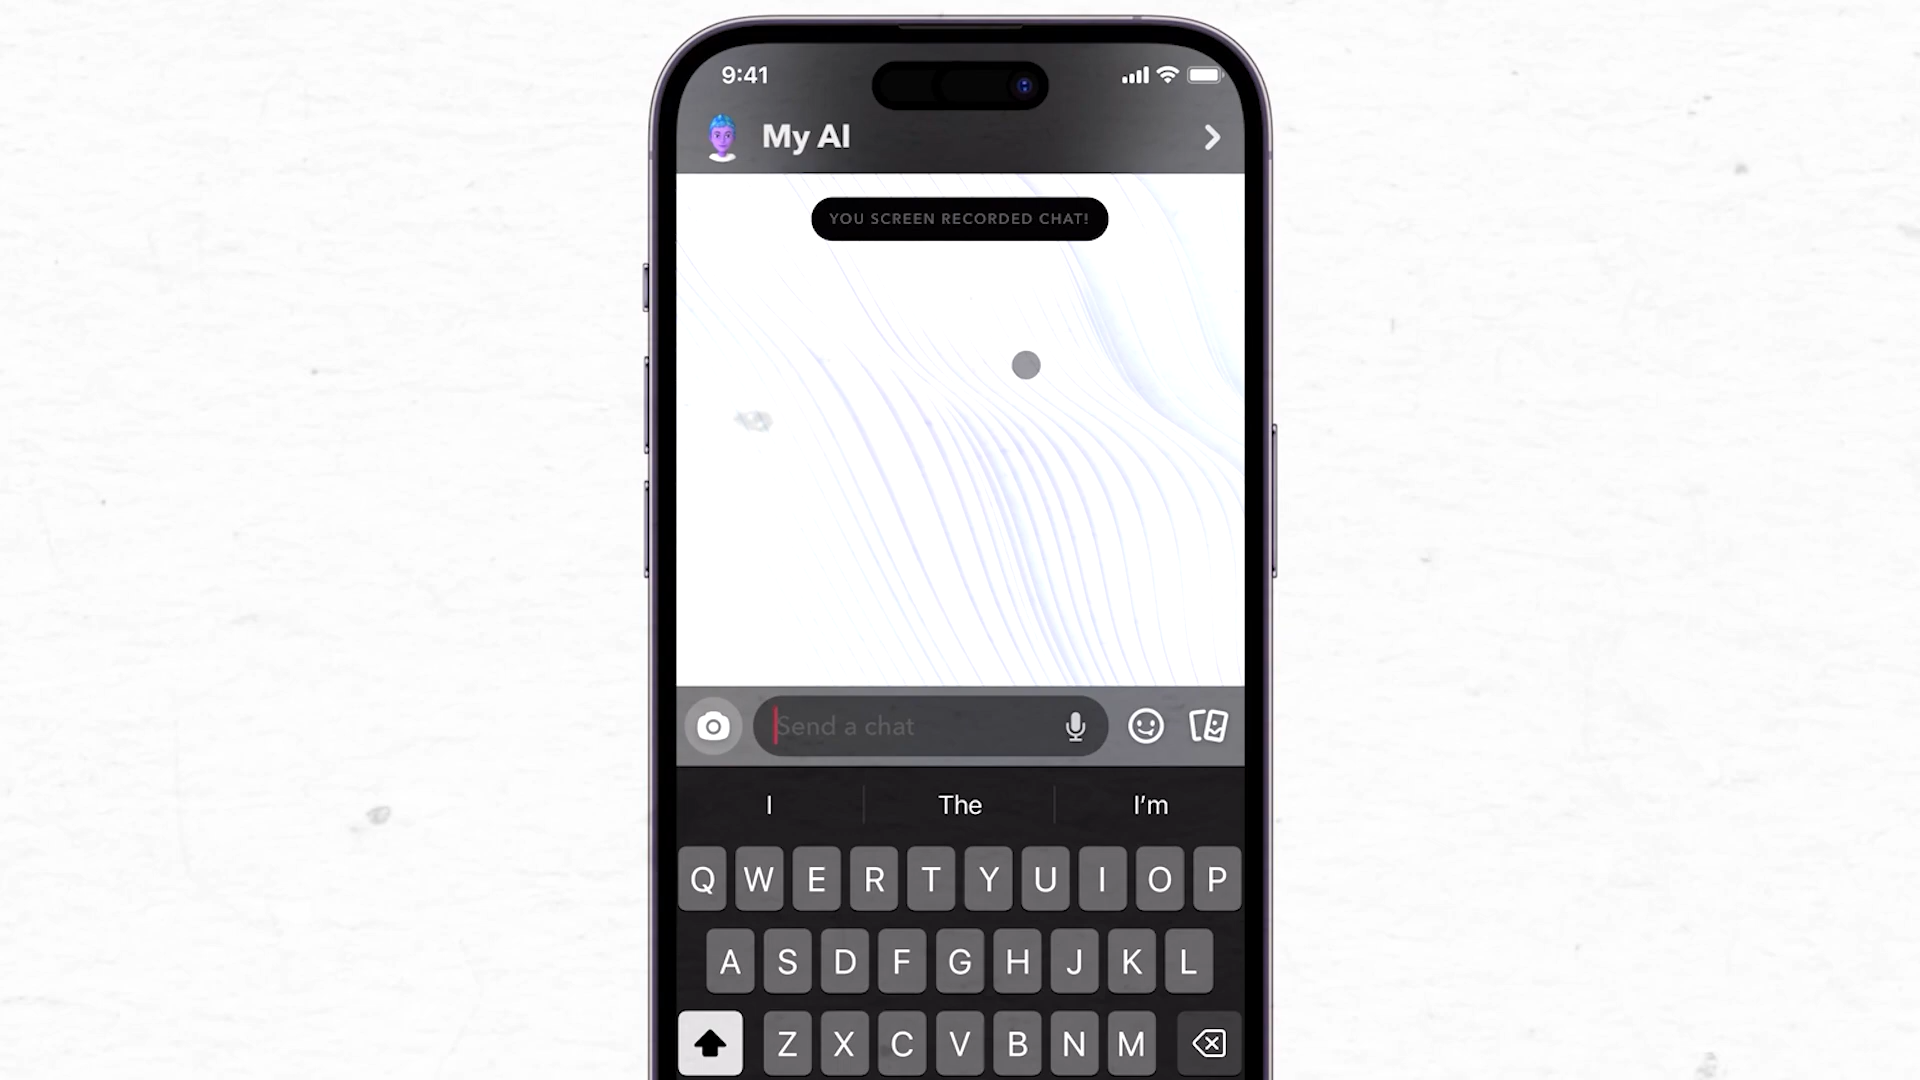 9:41
My AI
YOU SCREEN RECORDED CHAT!
Send a chat
I The I'm
Q W E R T Y U I O P
A S D F G H J K L
Z X C V B N M